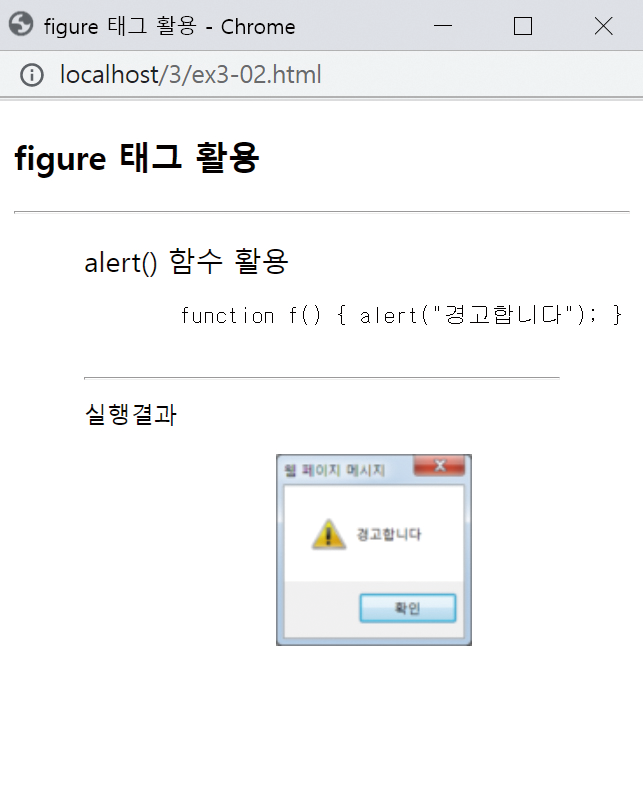 figure 태그 활용 - Chrome
localhost/3/ex3-02.html
figure 태그 활용
alert() 함수 활용
function f() { alert("경고합니다"); }
실행결과
웹 페이지 메시지
경고합니다
확인